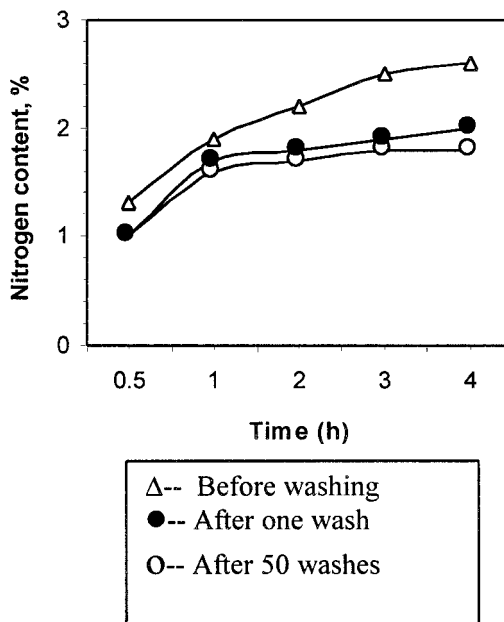 3
2
1
0
Nitrogen content, %
0.5 1 2 3 4
Time (h)
Δ-- Before washing
●-- After one wash
O-- After 50 washes